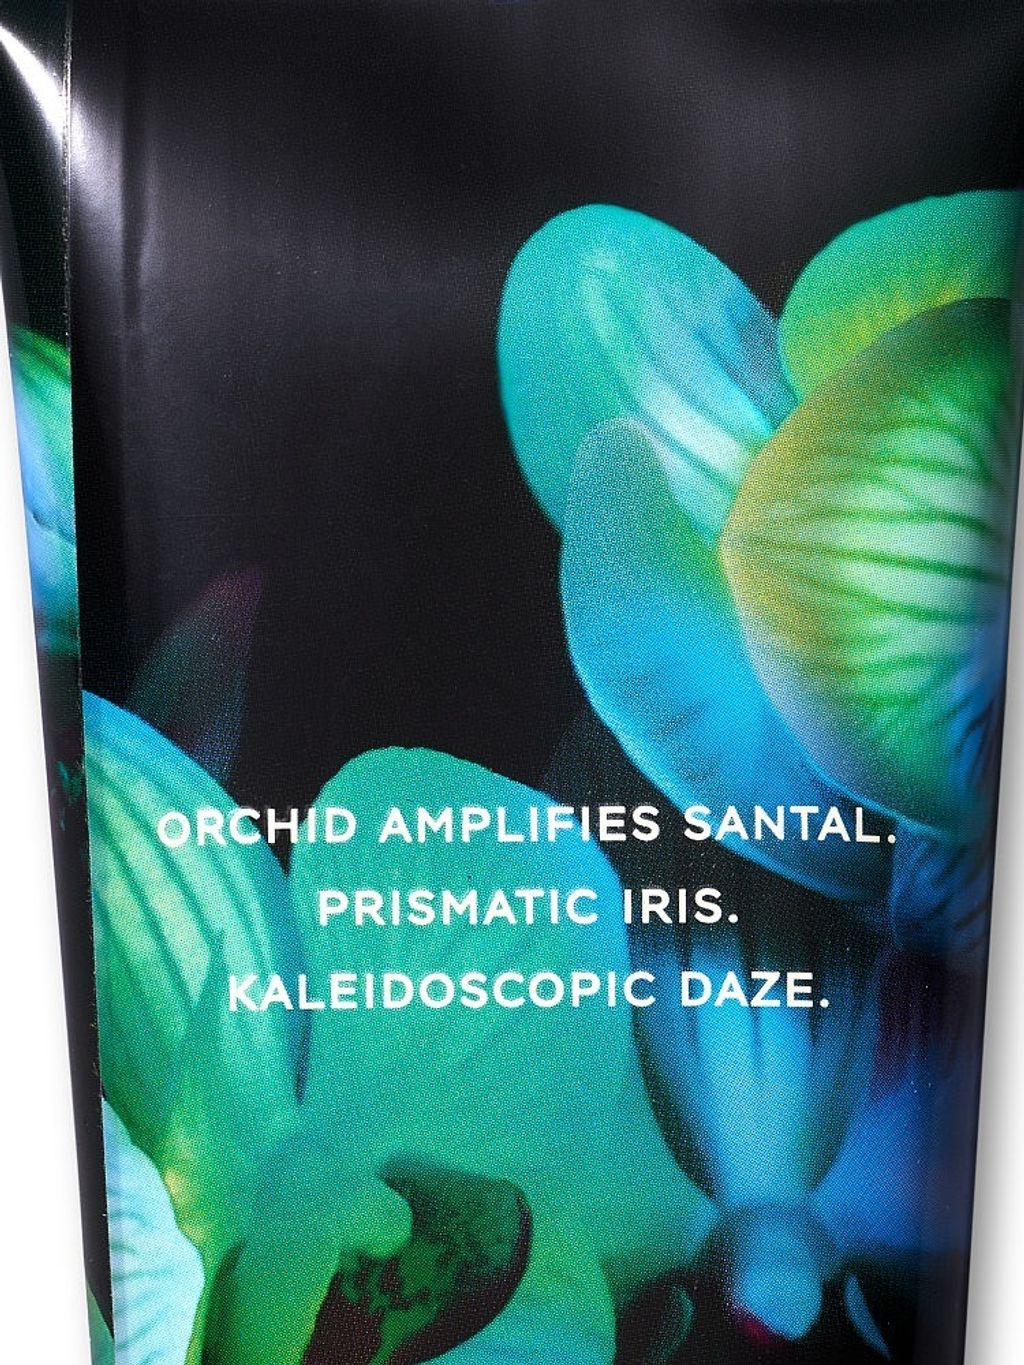 ORCHID AMPLIFIES SANTAL.
PRISMATIC IRIS.
KALEIDOSCOPIC DAZE.